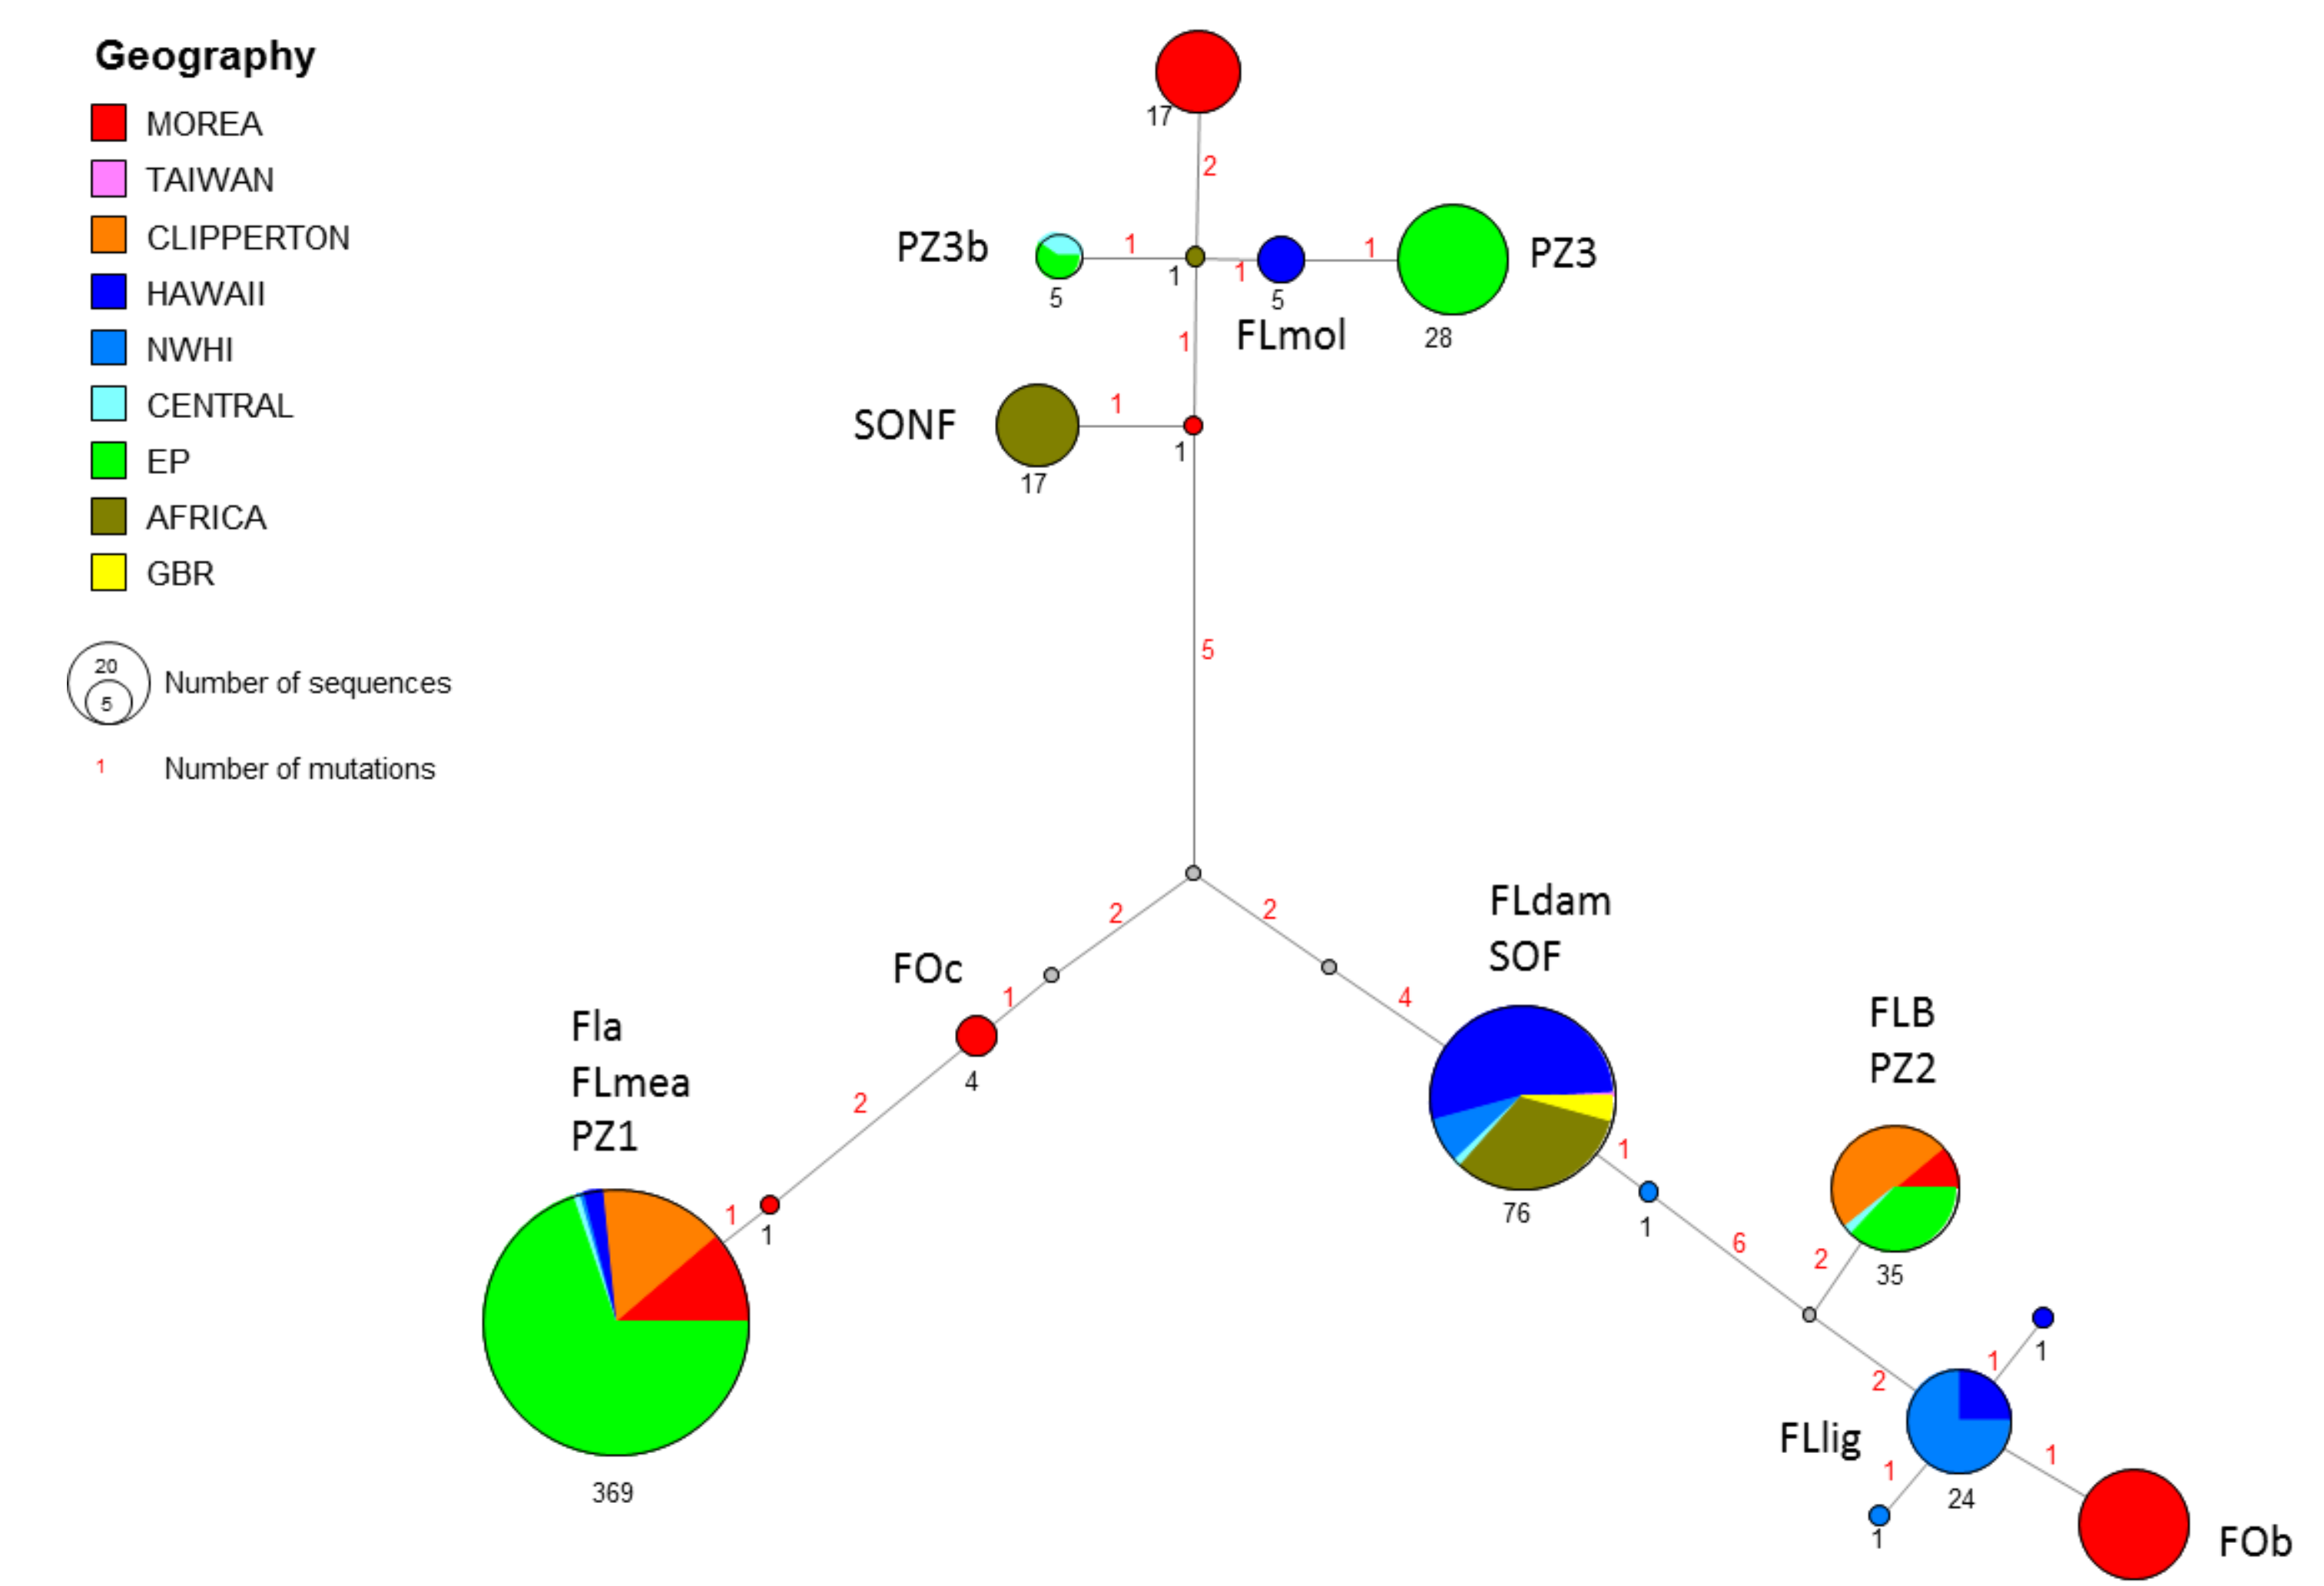 Geography
MOREA
TAIWAN
CLIPPERTON
HAWAII
NWHI
CENTRAL
EP
AFRICA
GBR
20
5
Number of sequences
1
Number of mutations
17
2
PZ3b
5
1
1
1
5
FLmol
1
PZ3
28
1
SONF
17
1
1
5
2
2
FOc
1
4
2
Fla
FLmea
PZ1
1
1
369
4
FLdam
SOF
76
1
1
6
FLB
PZ2
2
35
2
1
1
FLlig
24
1
1
1
FOb